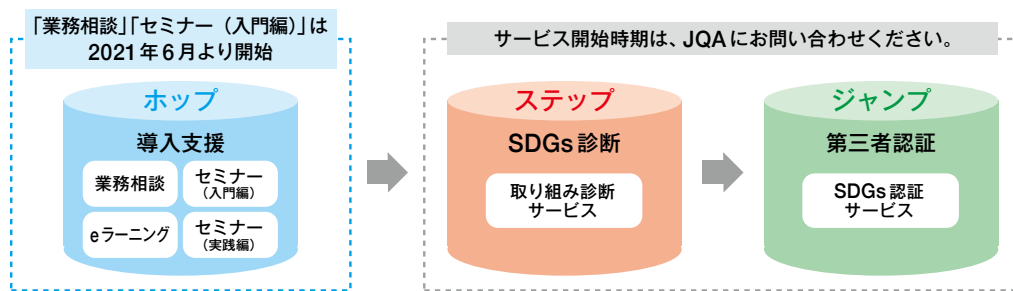 「業務相談」「セミナー（入門編）」は
2021年6月より開始
ホップ
導入支援
業務相談
セミナー
（入門編）
eラーニング
セミナー
（実践編）
サービス開始時期は、JQAにお問い合わせください。
ステップ
SDGs診断
取り組み診断
サービス
ジャンプ
第三者認証
SDGs認証
サービス